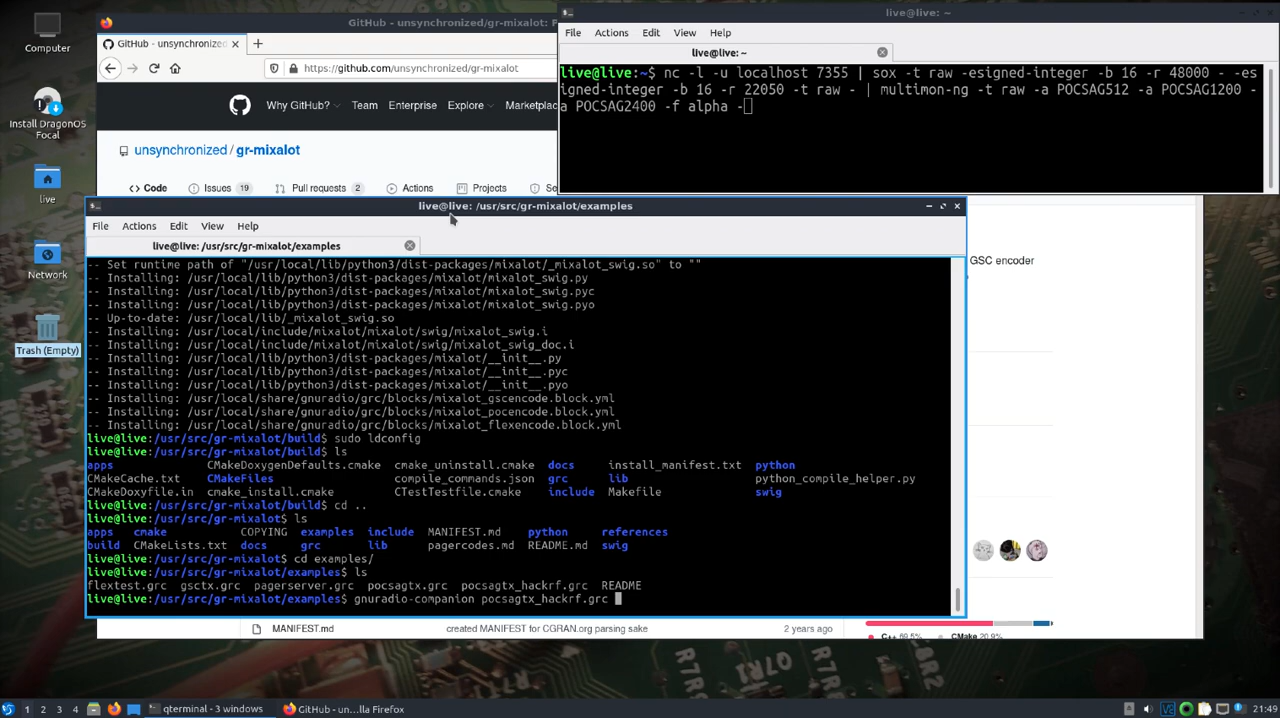 Computer
Install DragonOS
Focal
live
Network
Trash (Empty)
GitHub - unsynchronized/gr-mixalot:
GitHub - unsynchronized
https://github.com/unsynchronized/gr-mixalot
Why GitHub?
Team
Enterprise
Explore
Marketplac
unsynchronized / gr-mixalot
Code
Issues 19
Pull requests 2
Actions
Projects
live@live: ~
File Actions Edit View Help
live@live: ~
live@live:~$ nc -l -u localhost 7355 | sox -t raw -esigned-integer -b 16 -r 48000 - -es
igned-integer -b 16 -r 22050 -t raw - | multimon-ng -t raw -a POCSAG512 -a POCSAG1200 -
a POCSAG2400 -f alpha -
live@live: /usr/src/gr-mixalot/examples
File Actions Edit View Help
live@live: /usr/src/gr-mixalot/examples
-- Set runtime path of "/usr/local/lib/python3/dist-packages/mixalot/_mixalot_swig.so" to ""
-- Installing: /usr/local/lib/python3/dist-packages/mixalot/mixalot_swig.py
-- Installing: /usr/local/lib/python3/dist-packages/mixalot/mixalot_swig.pyc
-- Installing: /usr/local/lib/python3/dist-packages/mixalot/mixalot_swig.pyo
-- Up-to-date: /usr/local/lib/_mixalot_swig.so
-- Installing: /usr/local/include/mixalot/mixalot/swig/mixalot_swig.i
-- Installing: /usr/local/include/mixalot/mixalot/swig/mixalot_swig_doc.i
-- Installing: /usr/local/lib/python3/dist-packages/mixalot/__init__.py
-- Installing: /usr/local/lib/python3/dist-packages/mixalot/__init__.pyc
-- Installing: /usr/local/lib/python3/dist-packages/mixalot/__init__.pyo
-- Installing: /usr/local/share/gnuradio/grc/blocks/mixalot_gscencode.block.yml
-- Installing: /usr/local/share/gnuradio/grc/blocks/mixalot_pocencode.block.yml
-- Installing: /usr/local/share/gnuradio/grc/blocks/mixalot_flexencode.block.yml
live@live:/usr/src/gr-mixalot/build$ sudo ldconfig
live@live:/usr/src/gr-mixalot/build$ ls
apps CMakeDoxygenDefaults.cmake cmake_uninstall.cmake docs install_manifest.txt python
CMakeCache.txt CMakeFiles compile_commands.json grc lib python_compile_helper.py
CMakeDoxyfile.in cmake_install.cmake CTestTestfile.cmake include Makefile swig
live@live:/usr/src/gr-mixalot/build$ cd ..
live@live:/usr/src/gr-mixalot$ ls
apps cmake COPYING examples include MANIFEST.md python references
build CMakeLists.txt docs grc lib pagercodes.md README.md swig
live@live:/usr/src/gr-mixalot$ cd examples/
live@live:/usr/src/gr-mixalot/examples$ ls
flextest.grc gsctx.grc pagerserver.grc pocsagtx.grc pocsagtx_hackrf.grc README
live@live:/usr/src/gr-mixalot/examples$ gnuradio-companion pocsagtx_hackrf.grc
GSC encoder
MANIFEST.md created MANIFEST for CGRAN.org parsing sake 2 years ago
C++ 69.5% CMake 20.9%
1 2 3 4 qterminal - 3 windows GitHub - un…lla Firefox 21:49